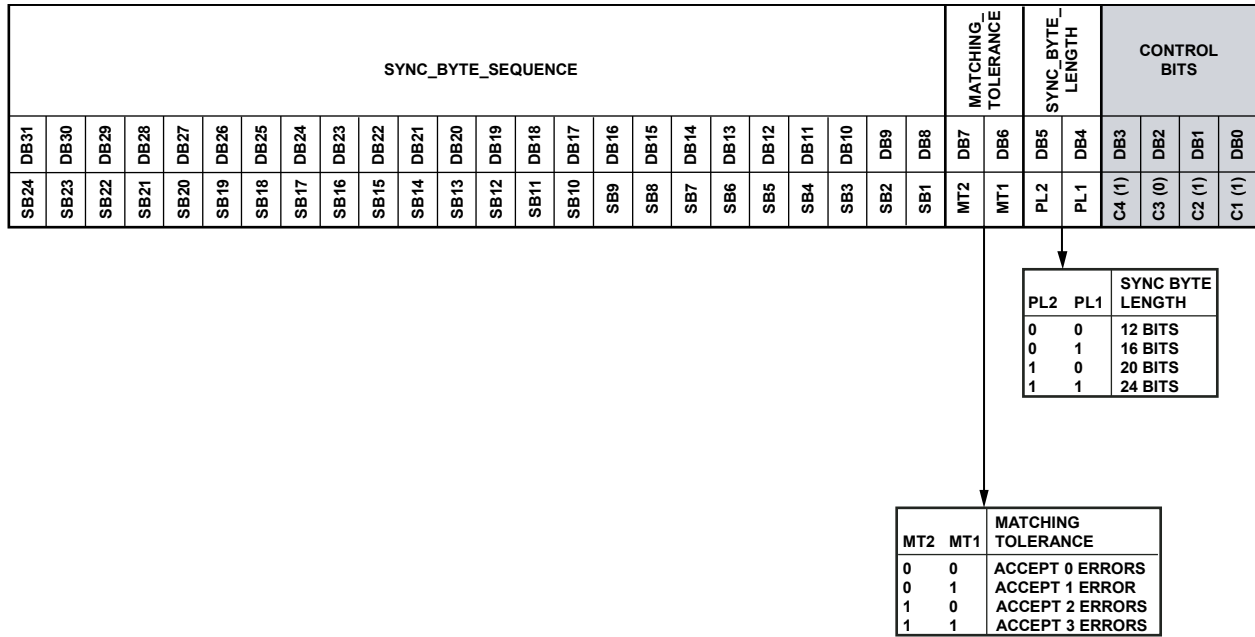 SYNC_BYTE_SEQUENCE
MATCHING_
TOLERANCE
SYNC_BYTE_
LENGTH
CONTROL
BITS
DB31 DB30 DB29 DB28 DB27 DB26 DB25 DB24 DB23 DB22 DB21 DB20 DB19 DB18 DB17 DB16 DB15 DB14 DB13 DB12 DB11 DB10 DB9 DB8 DB7 DB6 DB5 DB4 DB3 DB2 DB1 DB0
SB24 SB23 SB22 SB21 SB20 SB19 SB18 SB17 SB16 SB15 SB14 SB13 SB12 SB11 SB10 SB9 SB8 SB7 SB6 SB5 SB4 SB3 SB2 SB1 MT2 MT1 PL2 PL1 C4 (1) C3 (0) C2 (1) C1 (1)
PL2 PL1 SYNC BYTE
LENGTH
0 0 12 BITS
0 1 16 BITS
1 0 20 BITS
1 1 24 BITS
MT2 MT1 MATCHING
TOLERANCE
0 0 ACCEPT 0 ERRORS
0 1 ACCEPT 1 ERROR
1 0 ACCEPT 2 ERRORS
1 1 ACCEPT 3 ERRORS